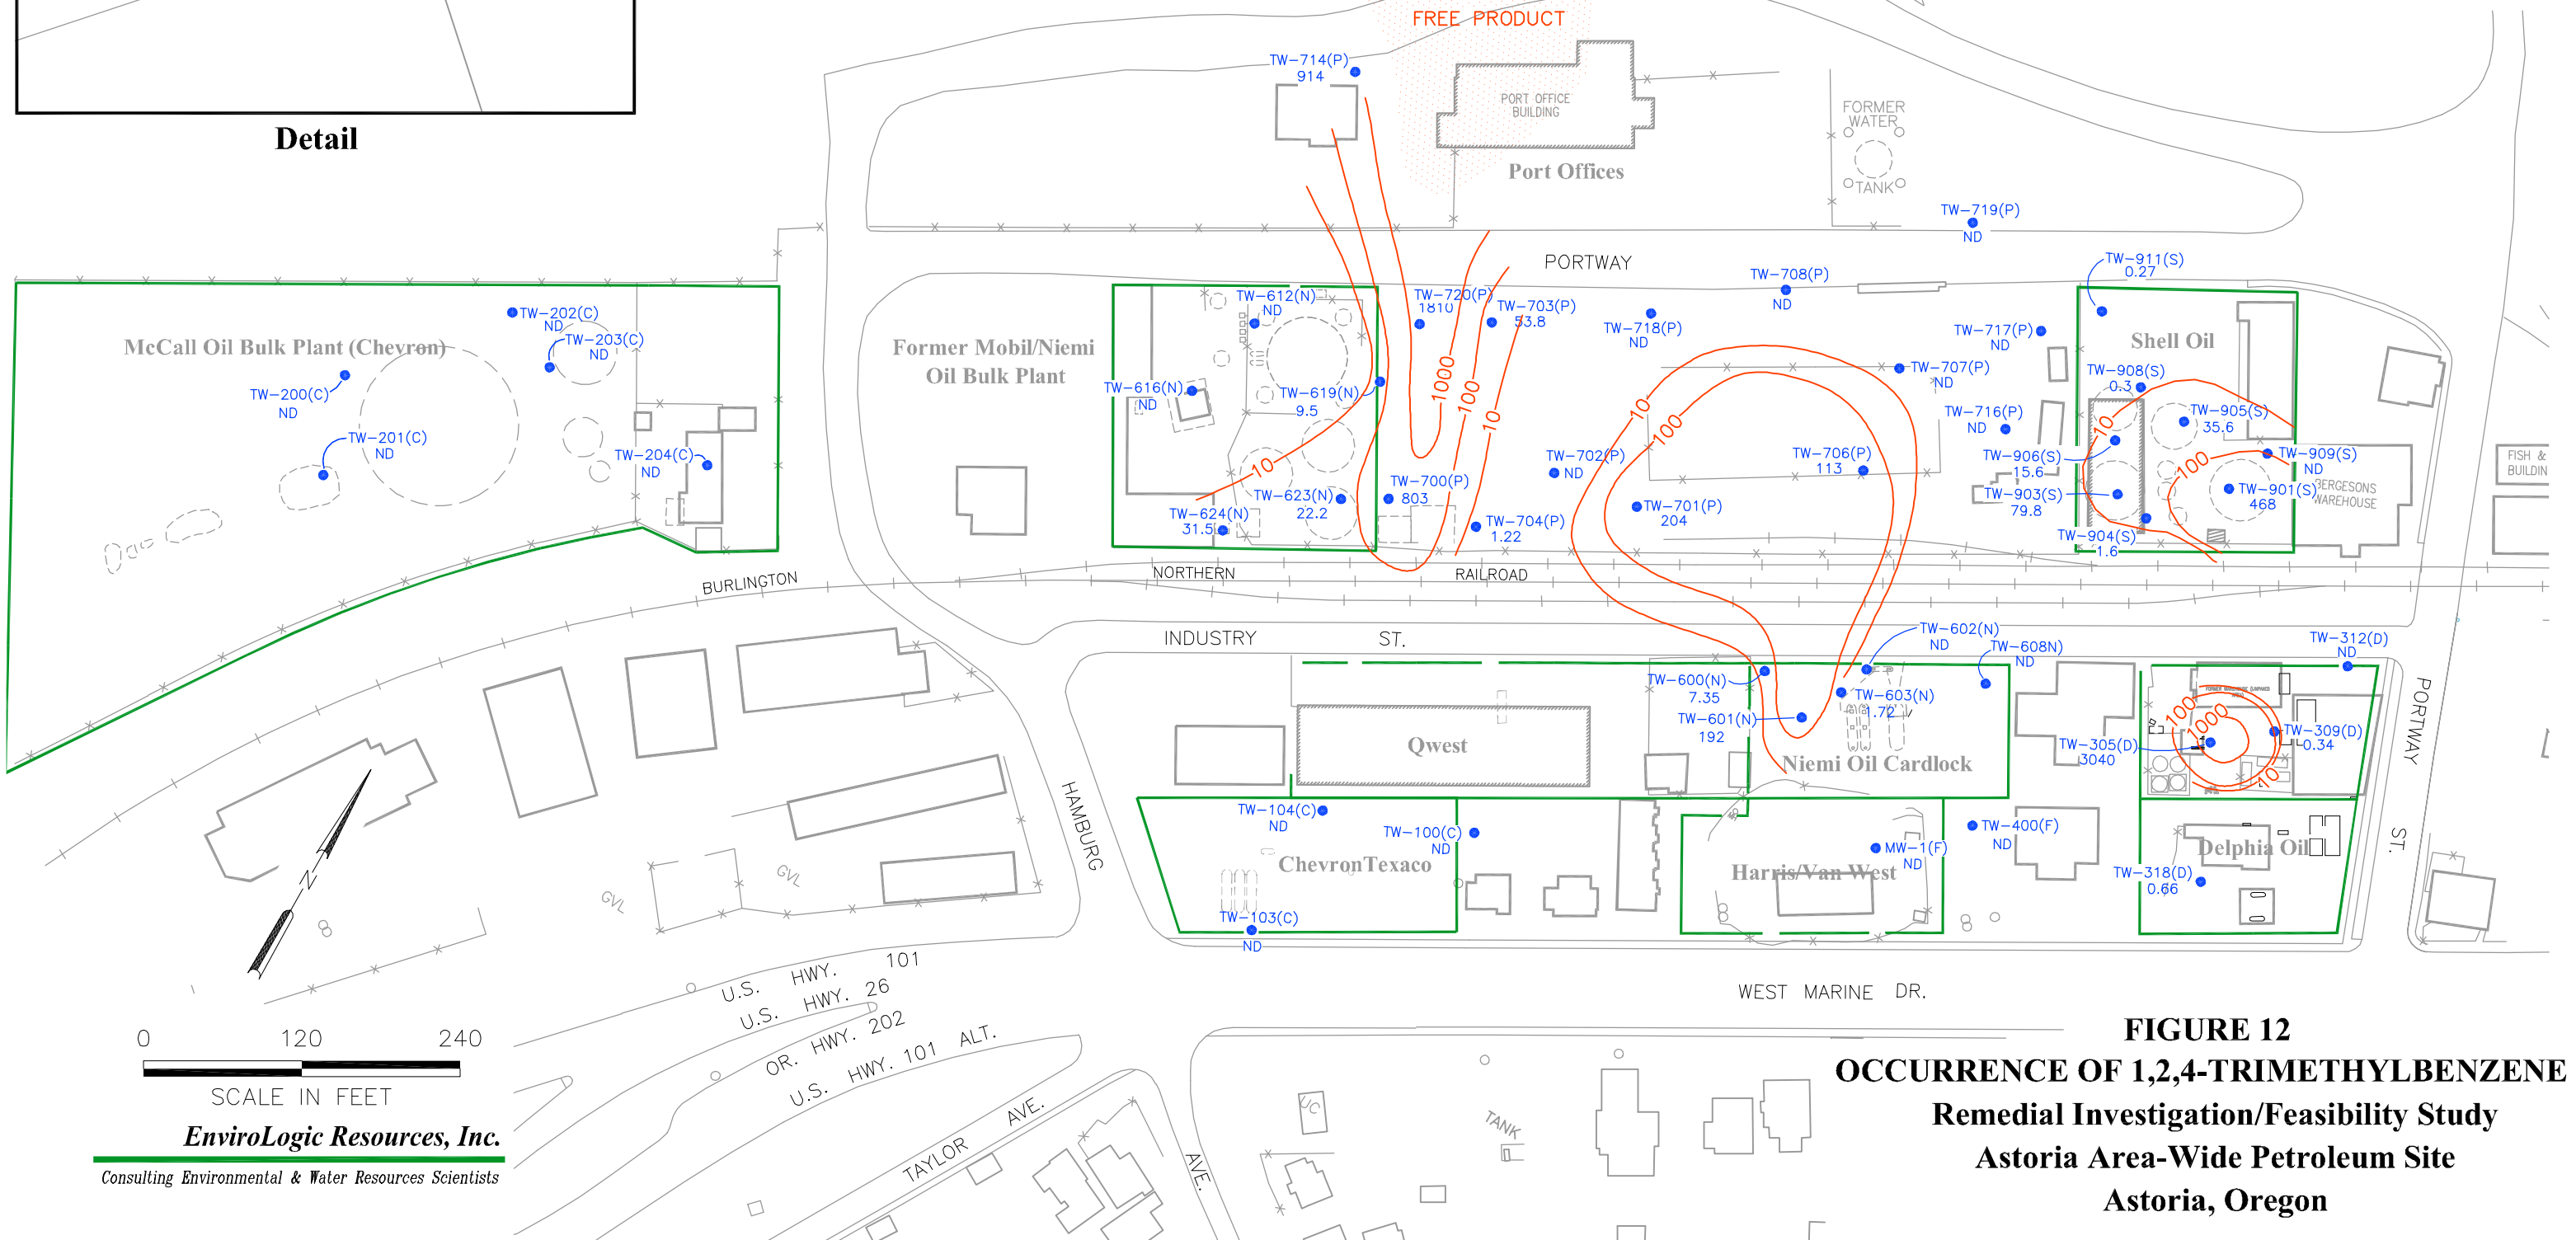 FREE PRODUCT
TW-714(P)
914
PORT OFFICE
BUILDING
Port Offices
FORMER
WATER
TANK
Detail
TW-719(P)
ND
PORTWAY
TW-708(P)
ND
TW-911(S)
0.27
TW-202(C)
ND
TW-203(C)
ND
McCall Oil Bulk Plant (Chevron)
TW-200(C)
ND
TW-201(C)
ND
TW-204(C)
ND
Former Mobil/Niemi
Oil Bulk Plant
TW-612(N)
ND
TW-616(N)
ND
TW-619(N)
9.5
TW-623(N)
22.2
TW-624(N)
31.5
10
TW-720(P)
1810
TW-703(P)
53.8
1000
100
10
TW-700(P)
803
TW-704(P)
1.22
TW-702(P)
ND
TW-718(P)
ND
10
100
TW-701(P)
204
TW-706(P)
113
TW-707(P)
ND
TW-717(P)
ND
TW-716(P)
ND
Shell Oil
TW-908(S)
0.3
10
TW-905(S)
35.6
TW-906(S)
15.6
100
TW-909(S)
ND
TW-903(S)
79.8
TW-901(S)
468
TW-904(S)
1.6
BERGESONS
WAREHOUSE
FISH &
BUILDIN
BURLINGTON
NORTHERN
RAILROAD
INDUSTRY ST.
TW-602(N)
ND
TW-608N)
ND
TW-600(N)
7.35
TW-603(N)
1.72
TW-601(N)
192
Qwest
Niemi Oil Cardlock
TW-312(D)
ND
100
1000
10
TW-305(D)
3040
TW-309(D)
0.34
PORTWAY
ST.
HAMBURG
AVE.
TW-104(C)
ND
TW-100(C)
ND
ChevronTexaco
TW-103(C)
ND
MW-1(F)
ND
Harris/Van West
TW-400(F)
ND
Delphia Oil
TW-318(D)
0.66
GVL
GVL
N
U.S. HWY. 101
U.S. HWY. 26
OR. HWY. 202
U.S. HWY. 101 ALT.
TAYLOR AVE.
WEST MARINE DR.
UC
TANK
0 120 240
SCALE IN FEET
EnviroLogic Resources, Inc.
Consulting Environmental & Water Resources Scientists
FIGURE 12
OCCURRENCE OF 1,2,4-TRIMETHYLBENZENE
Remedial Investigation/Feasibility Study
Astoria Area-Wide Petroleum Site
Astoria, Oregon